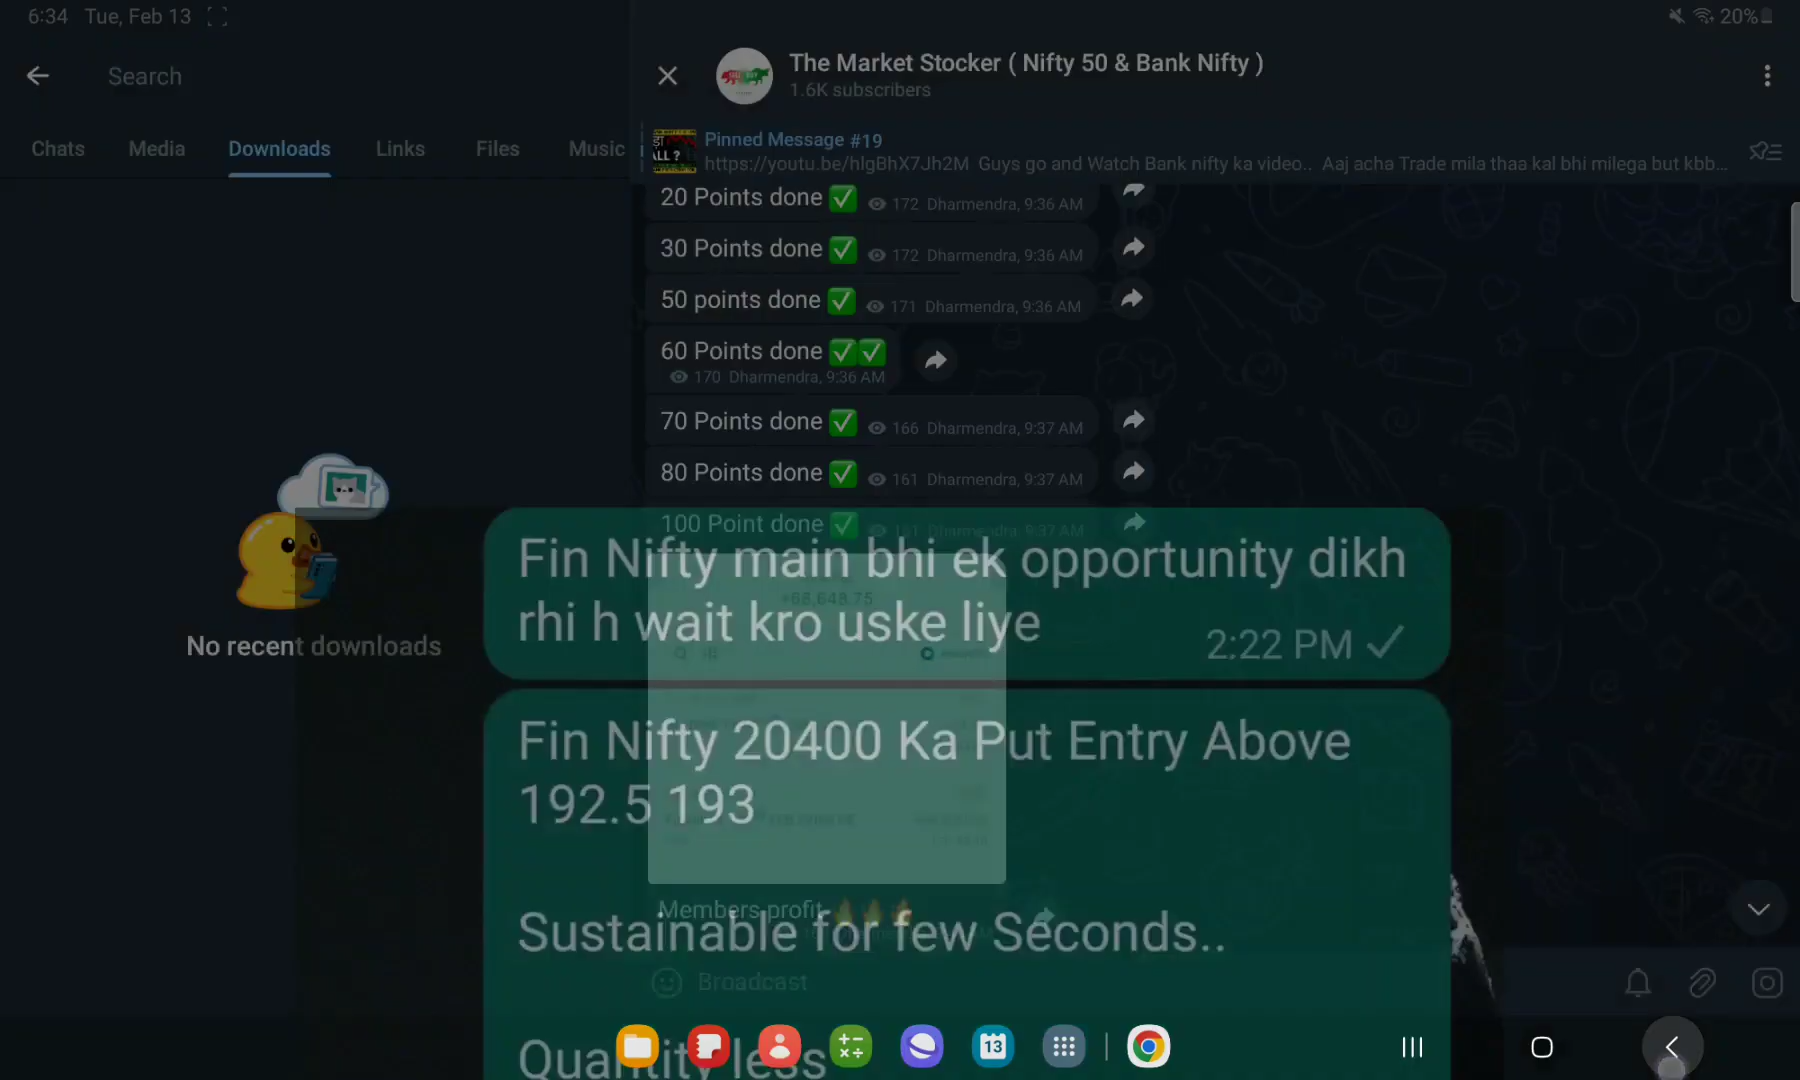 6:34 Tue, Feb 13
20%
Search
Chats Media Downloads Links Files Music
No recent downloads
The Market Stocker ( Nifty 50 & Bank Nifty )
1.6K subscribers
Pinned Message #19
https://youtu.be/hlgBhX7Jh2M Guys go and Watch Bank nifty ka video.. Aaj acha Trade mila thaa kal bhi milega but kbb...
20 Points done ✅ 172 Dharmendra, 9:36 AM
30 Points done ✅ 172 Dharmendra, 9:36 AM
50 points done ✅ 171 Dharmendra, 9:36 AM
60 Points done ✅✅
170 Dharmendra, 9:36 AM
70 Points done ✅ 166 Dharmendra, 9:37 AM
80 Points done ✅ 161 Dharmendra, 9:37 AM
100 Point done ✅ 161 Dharmendra, 9:37 AM
Fin Nifty main bhi ek opportunity dikh
rhi h wait kro uske liye
2:22 PM
Fin Nifty 20400 Ka Put Entry Above
192.5 193
Members profit 🔥🔥🔥
Sustainable for few Seconds..
Broadcast
Quantity less
13